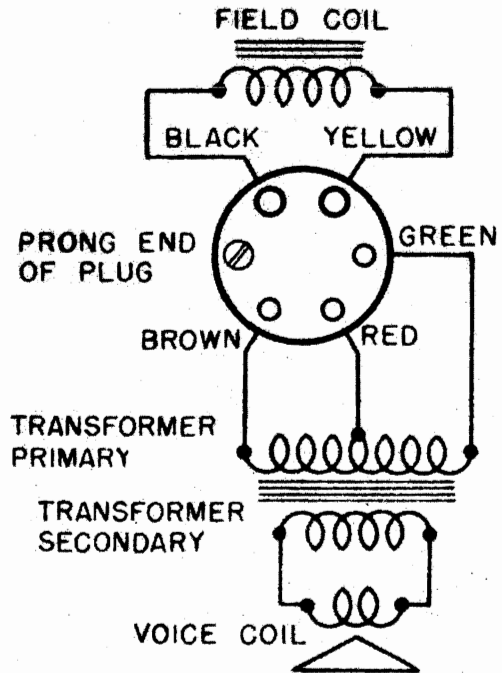 FIELD COIL
BLACK
YELLOW
PRONG END
OF PLUG
GREEN
BROWN
RED
TRANSFORMER
PRIMARY
TRANSFORMER
SECONDARY
VOICE COIL